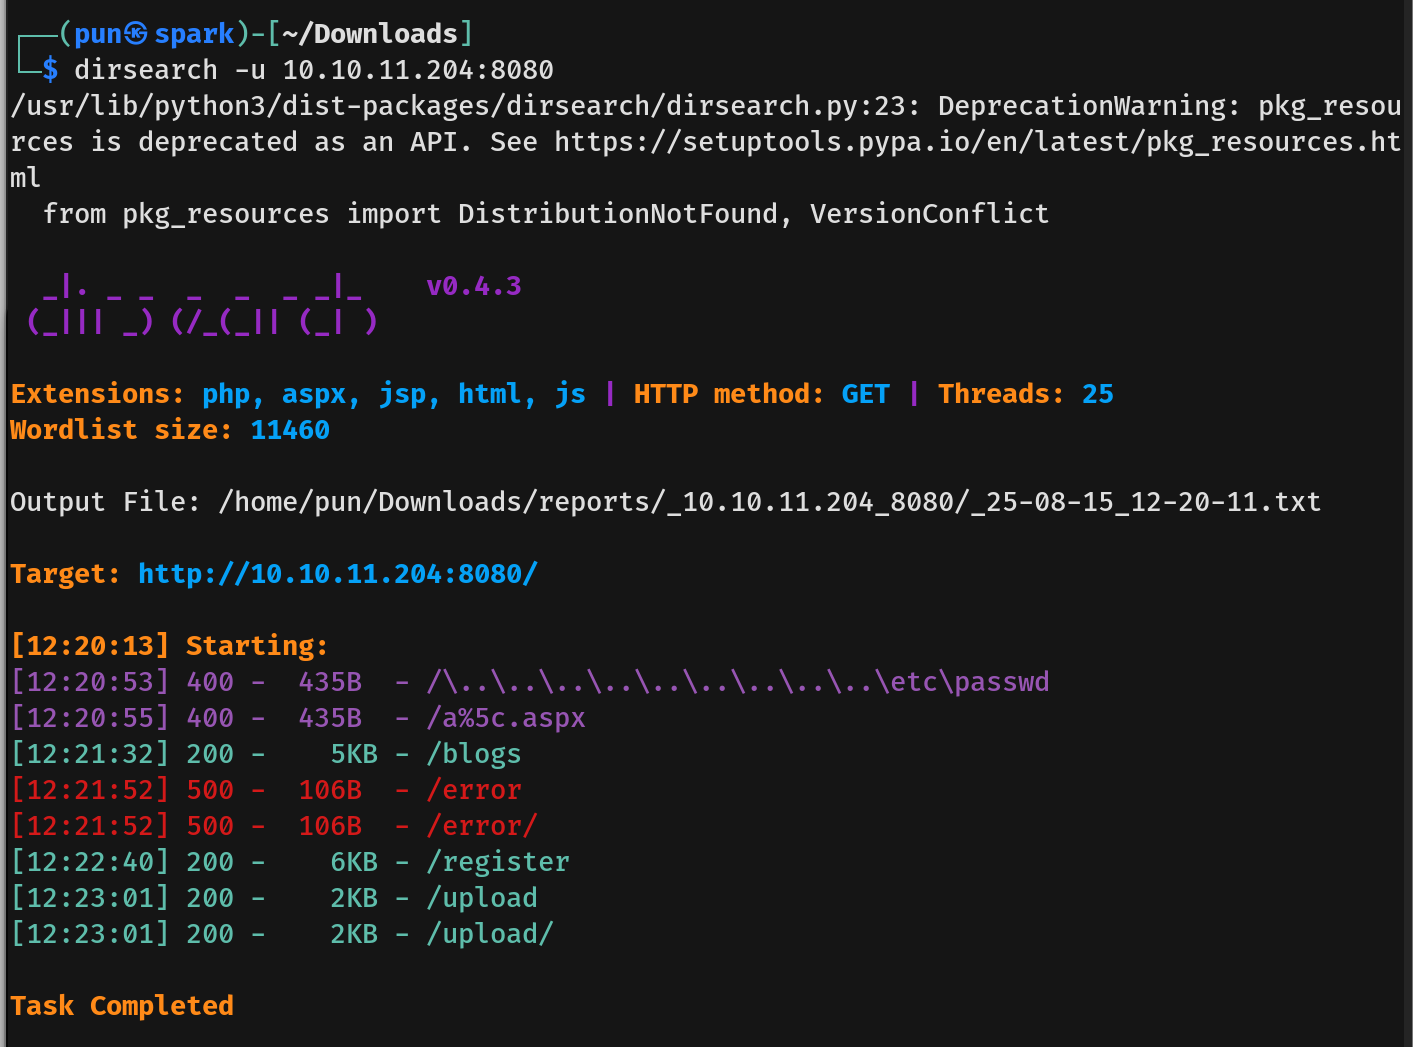 ┌──(pun㉿spark)-[~/Downloads]
└─$ dirsearch -u 10.10.11.204:8080
/usr/lib/python3/dist-packages/dirsearch/dirsearch.py:23: DeprecationWarning: pkg_resou
rces is deprecated as an API. See https://setuptools.pypa.io/en/latest/pkg_resources.ht
ml
  from pkg_resources import DistributionNotFound, VersionConflict

  _|. _ _  _  _  _ _|_    v0.4.3
 (_||| _) (/_(_|| (_| )

Extensions: php, aspx, jsp, html, js | HTTP method: GET | Threads: 25
Wordlist size: 11460

Output File: /home/pun/Downloads/reports/_10.10.11.204_8080/_25-08-15_12-20-11.txt

Target: http://10.10.11.204:8080/

[12:20:13] Starting:
[12:20:53] 400 -  435B  - /\..\..\..\..\..\..\..\..\..\etc\passwd
[12:20:55] 400 -  435B  - /a%5c.aspx
[12:21:32] 200 -    5KB - /blogs
[12:21:52] 500 -  106B  - /error
[12:21:52] 500 -  106B  - /error/
[12:22:40] 200 -    6KB - /register
[12:23:01] 200 -    2KB - /upload
[12:23:01] 200 -    2KB - /upload/

Task Completed